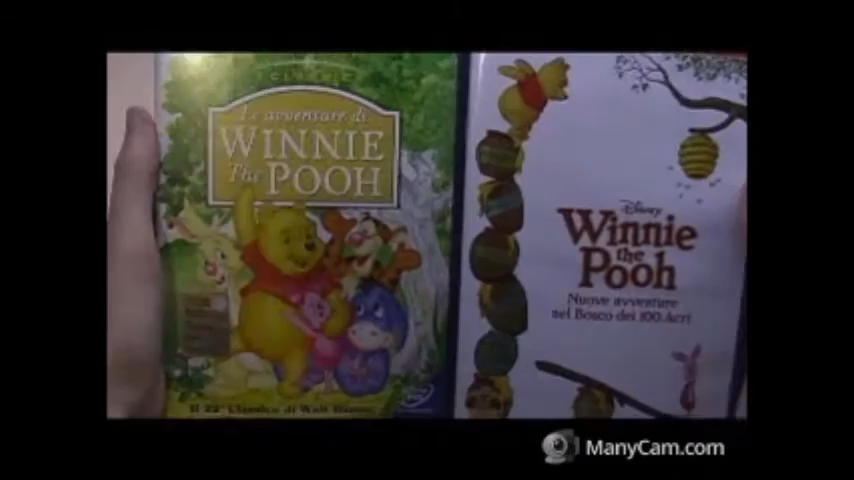 CLASSIC
Le avventure di
WINNIE
The POOH
Il 22° Classico di Walt Disney
Disney
Winnie
the
Pooh
Nuove avventure
nel Bosco dei 100 Acri
ManyCam.com